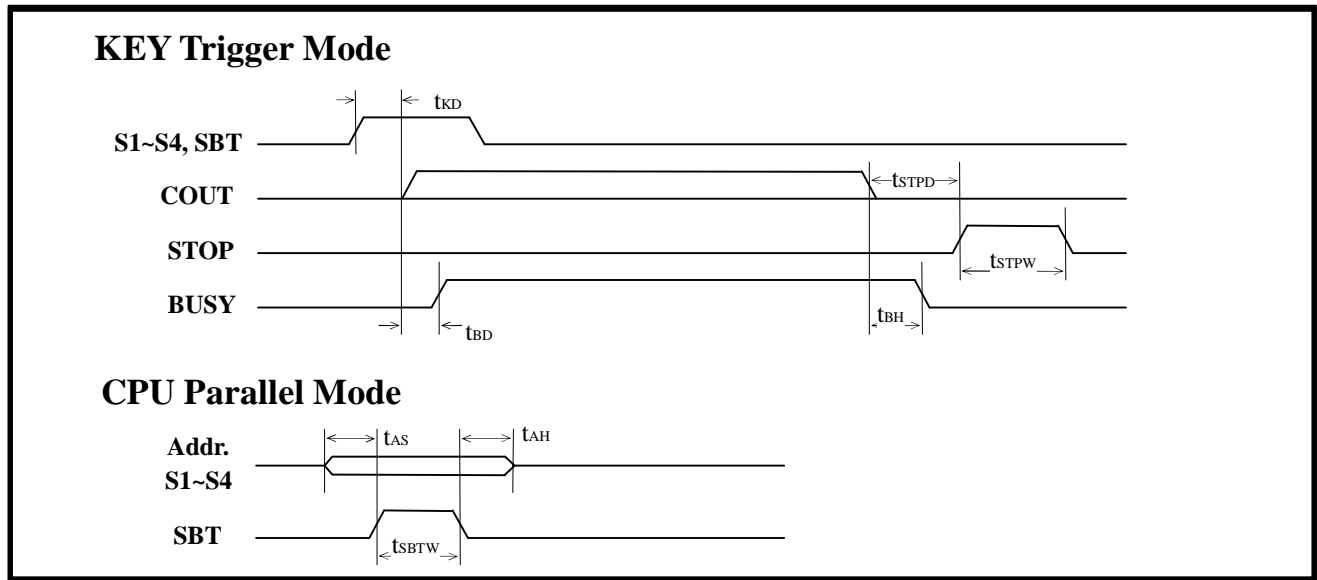 KEY Trigger Mode
tKD
S1~S4, SBT
COUT
tSTPD
STOP
tSTPW
BUSY
tBD
tBH
CPU Parallel Mode
Addr.
S1~S4
tAS
tAH
SBT
tSBTW